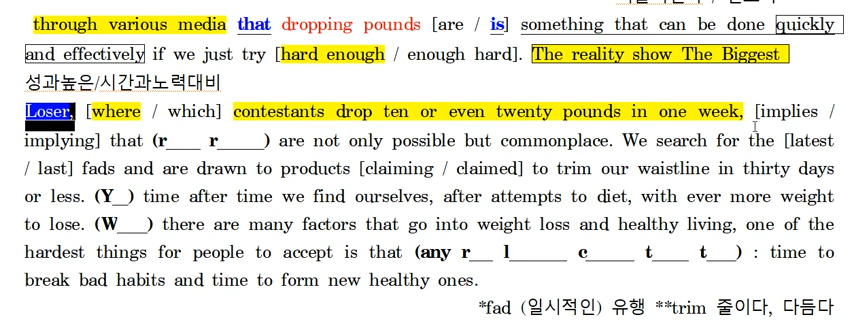 through various media that dropping pounds [are / is] something that can be done quickly
and effectively if we just try [hard enough / enough hard]. The reality show The Biggest
성과높은/시간과노력대비
Loser, [where / which] contestants drop ten or even twenty pounds in one week, [implies /
implying] that (r____ r______) are not only possible but commonplace. We search for the [latest
/ last] fads and are drawn to products [claiming / claimed] to trim our waistline in thirty days
or less. (Y__) time after time we find ourselves, after attempts to diet, with ever more weight
to lose. (W___) there are many factors that go into weight loss and healthy living, one of the
hardest things for people to accept is that (any r___ l_______ c______ t_____ t____) : time to
break bad habits and time to form new healthy ones.
*fad (일시적인) 유행 **trim 줄이다, 다듬다